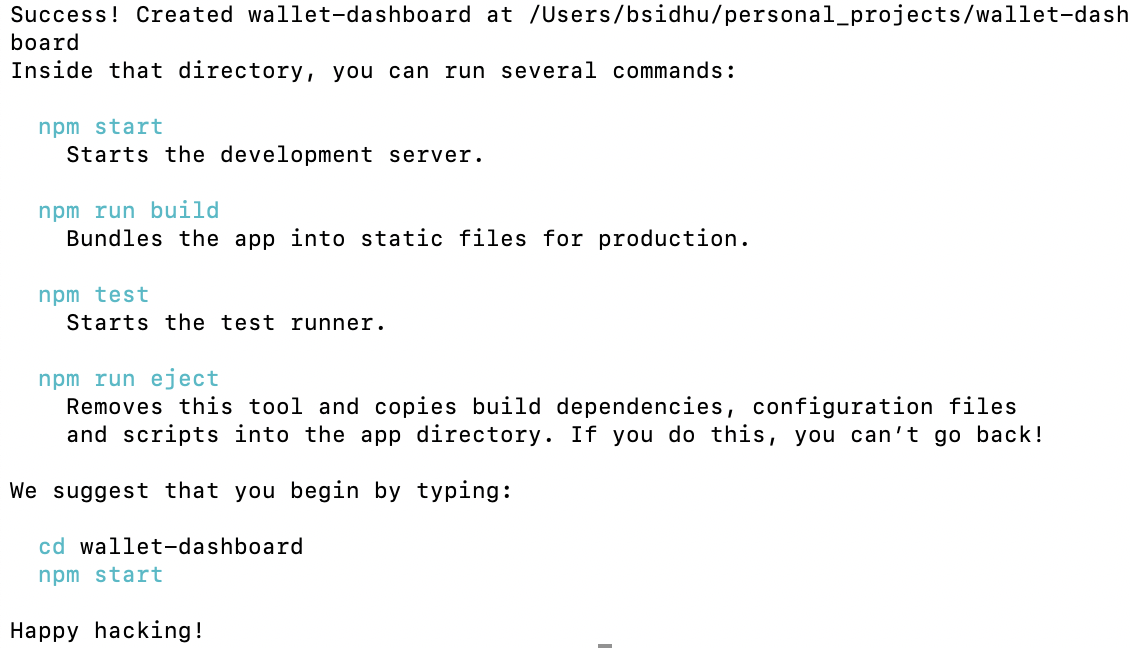 Success! Created wallet-dashboard at /Users/bsidhu/personal_projects/wallet-dash
board
Inside that directory, you can run several commands:
npm start
Starts the development server.
npm run build
Bundles the app into static files for production.
npm test
Starts the test runner.
npm run eject
Removes this tool and copies build dependencies, configuration files
and scripts into the app directory. If you do this, you can’t go back!
We suggest that you begin by typing:
cd wallet-dashboard
npm start
Happy hacking!